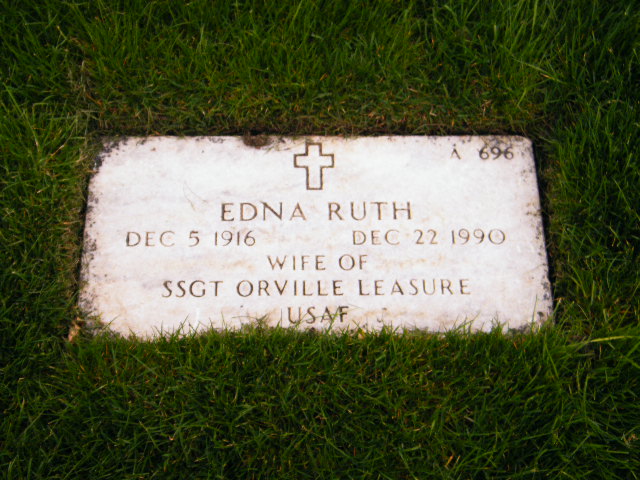 A 696
EDNA RUTH
DEC 5 1916 DEC 22 1990
WIFE OF
SSGT ORVILLE LEASURE
USAF